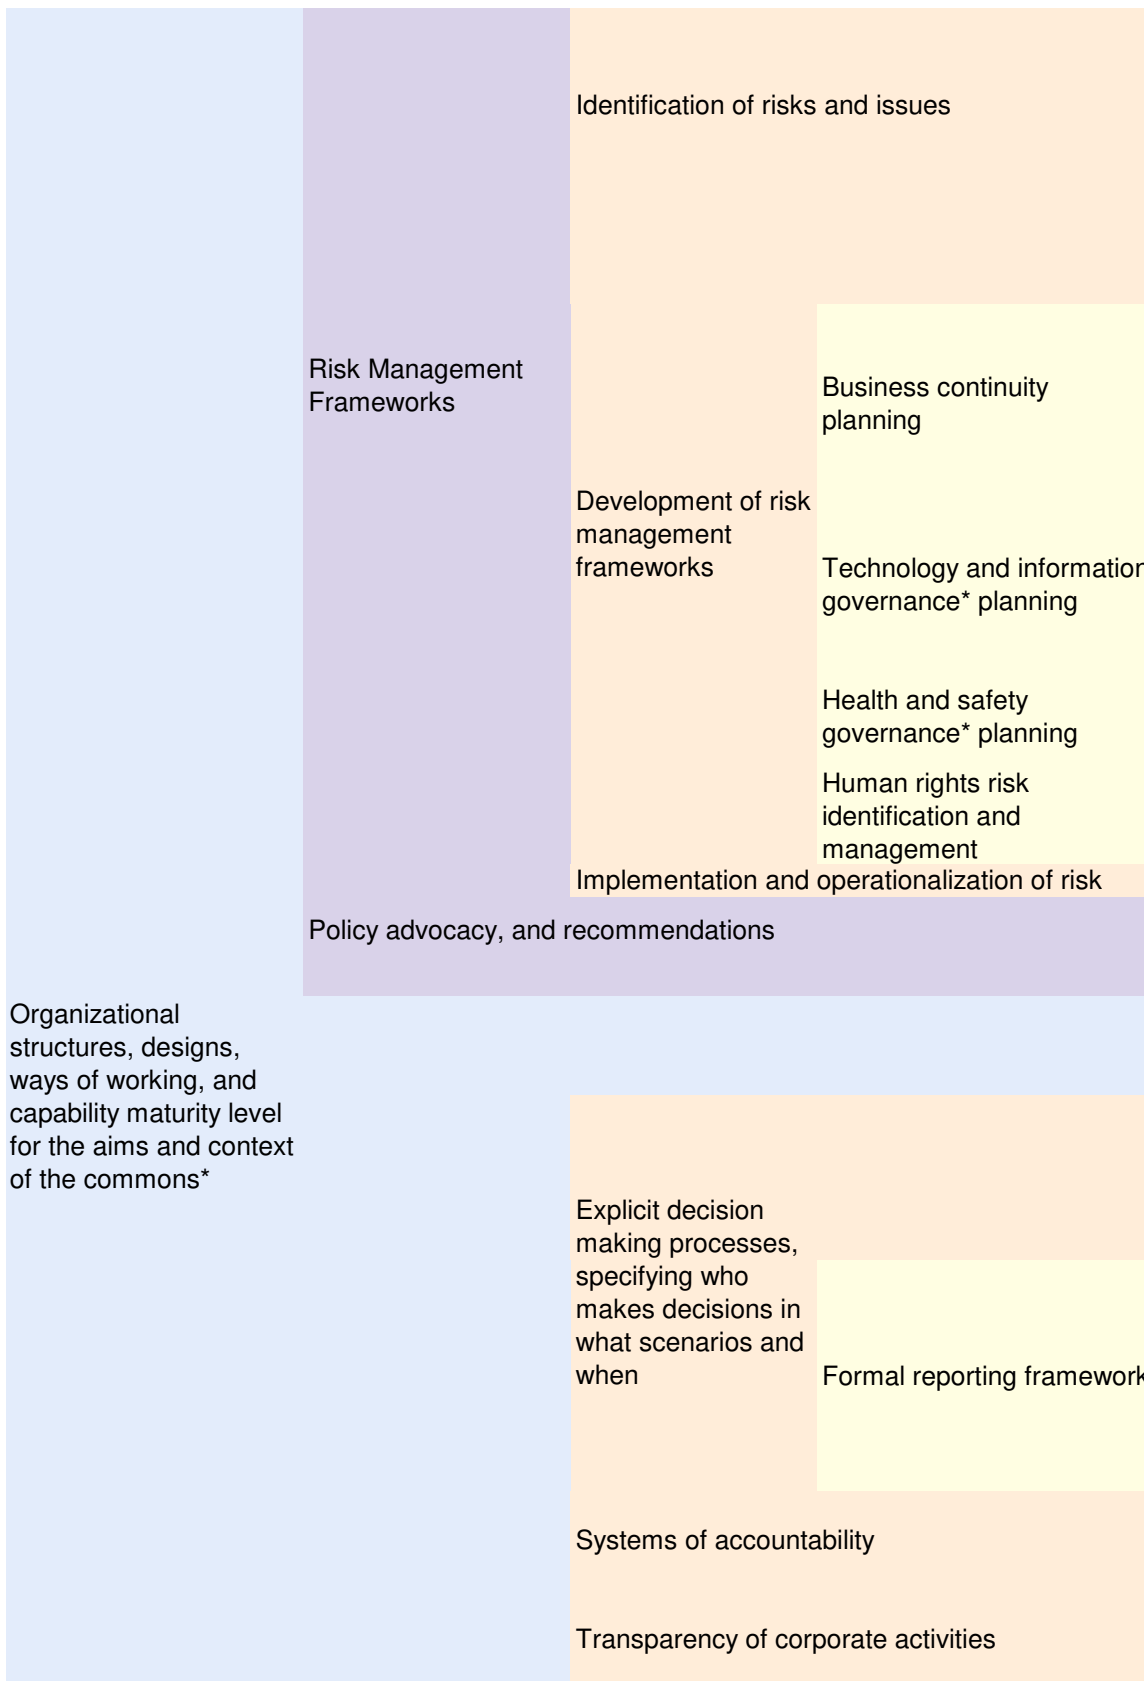 Identification of risks and issues
Risk Management
Frameworks
Business continuity
planning
Development of risk
management
frameworks
Technology and information
governance* planning
Health and safety
governance* planning
Human rights risk
identification and
management
Implementation and operationalization of risk
Policy advocacy, and recommendations
Organizational
structures, designs,
ways of working, and
capability maturity level
for the aims and context
of the commons*
Explicit decision
making processes,
specifying who
makes decisions in
what scenarios and
when
Formal reporting framework
Systems of accountability
Transparency of corporate activities